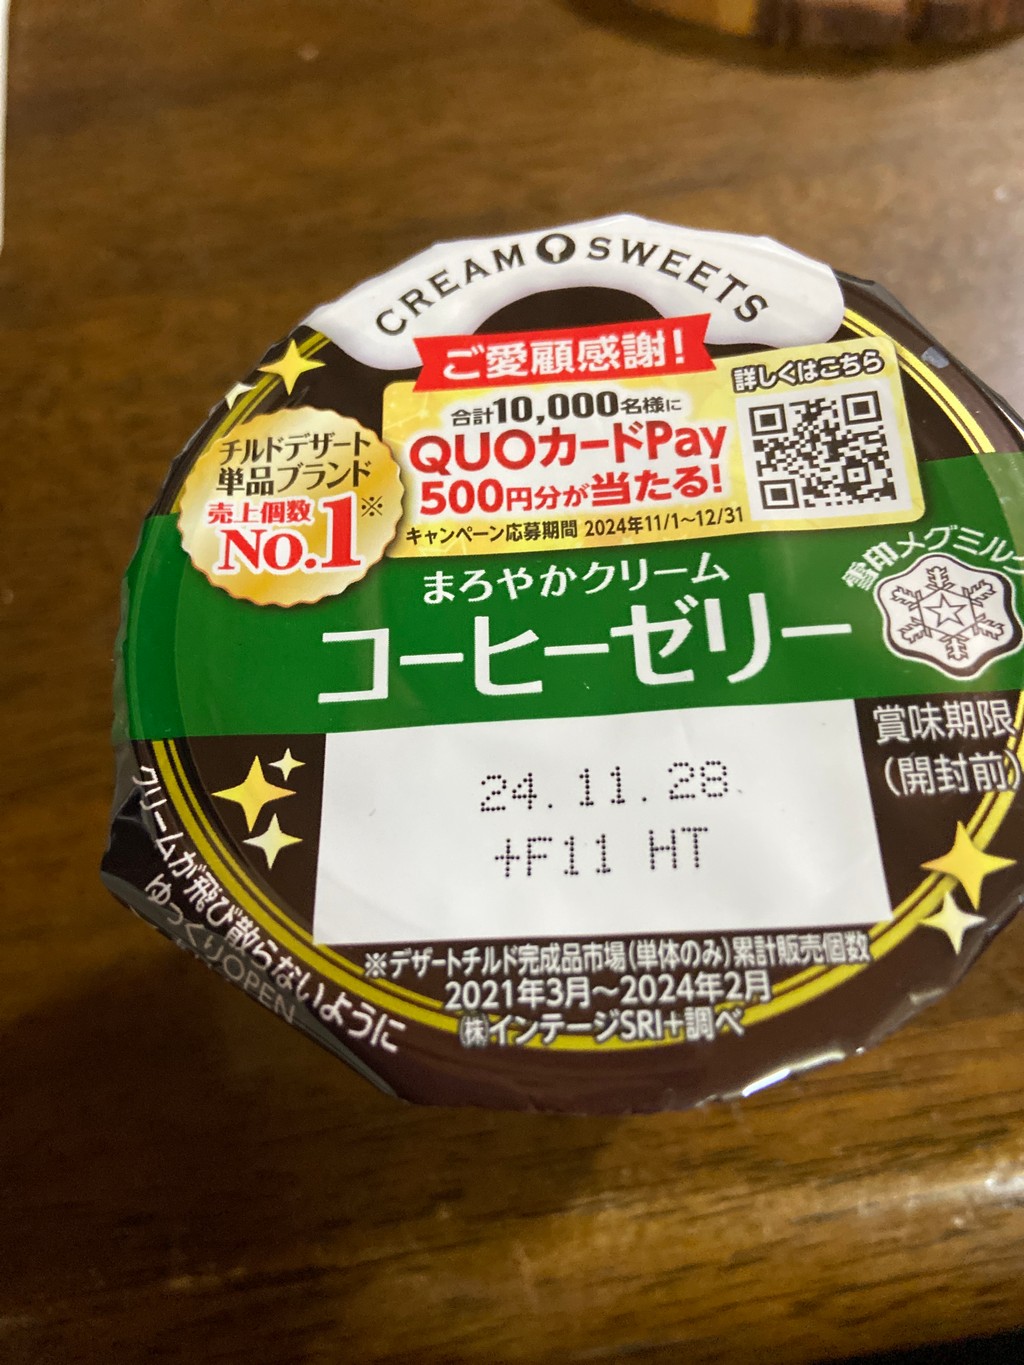 CREAM SWEETS
ご愛顧感謝!
詳しくはこちら
合計10,000名様に
QUOカードPay
500円分が当たる!
キャンペーン応募期間 2024年11/1〜12/31
チルドデザート
単品ブランド
売上個数
No.1※
まろやかクリーム
コーヒーゼリー
雪印メグミルク
賞味期限
(開封前)
24.11.28
+F11 HT
クリームが飛び散らないように
ゆっくりOPEN
※デザートチルド完成品市場(単体のみ)累計販売個数
2021年3月〜2024年2月
㈱インテージSRI+調べ